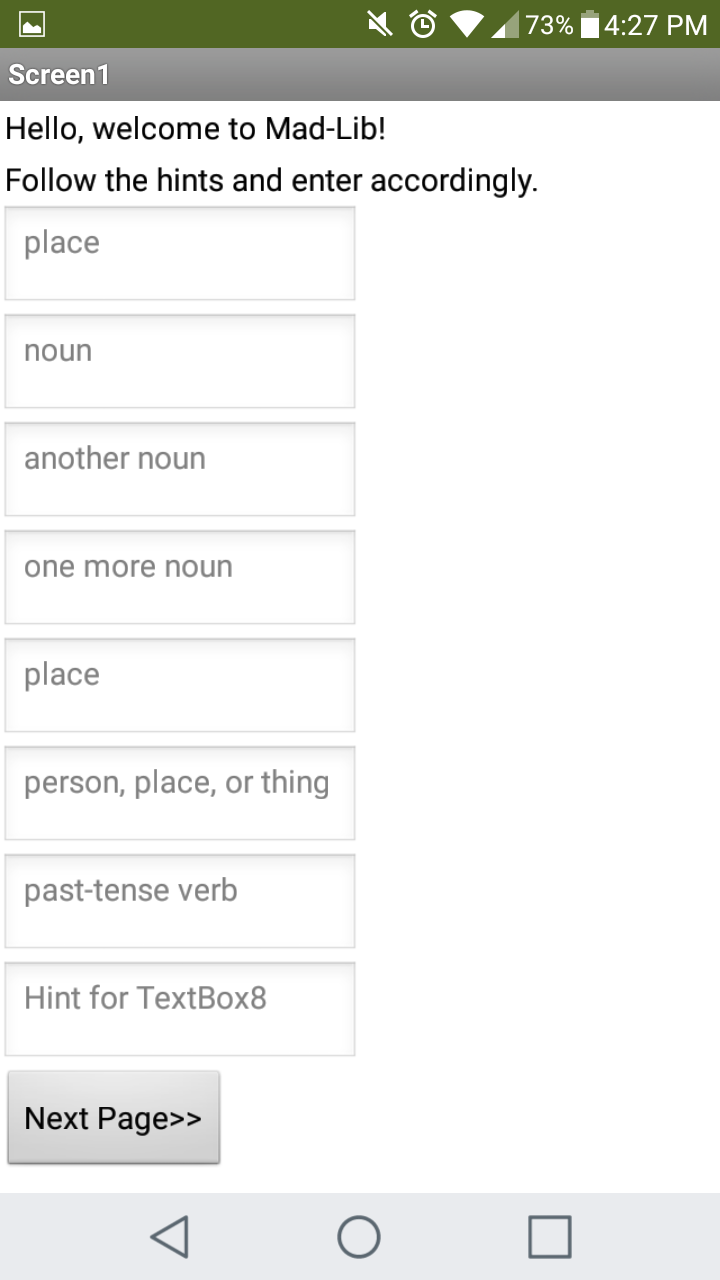 73% 4:27 PM
Screen1
Hello, welcome to Mad-Lib!
Follow the hints and enter accordingly.
place
noun
another noun
one more noun
place
person, place, or thing
past-tense verb
Hint for TextBox8
Next Page>>